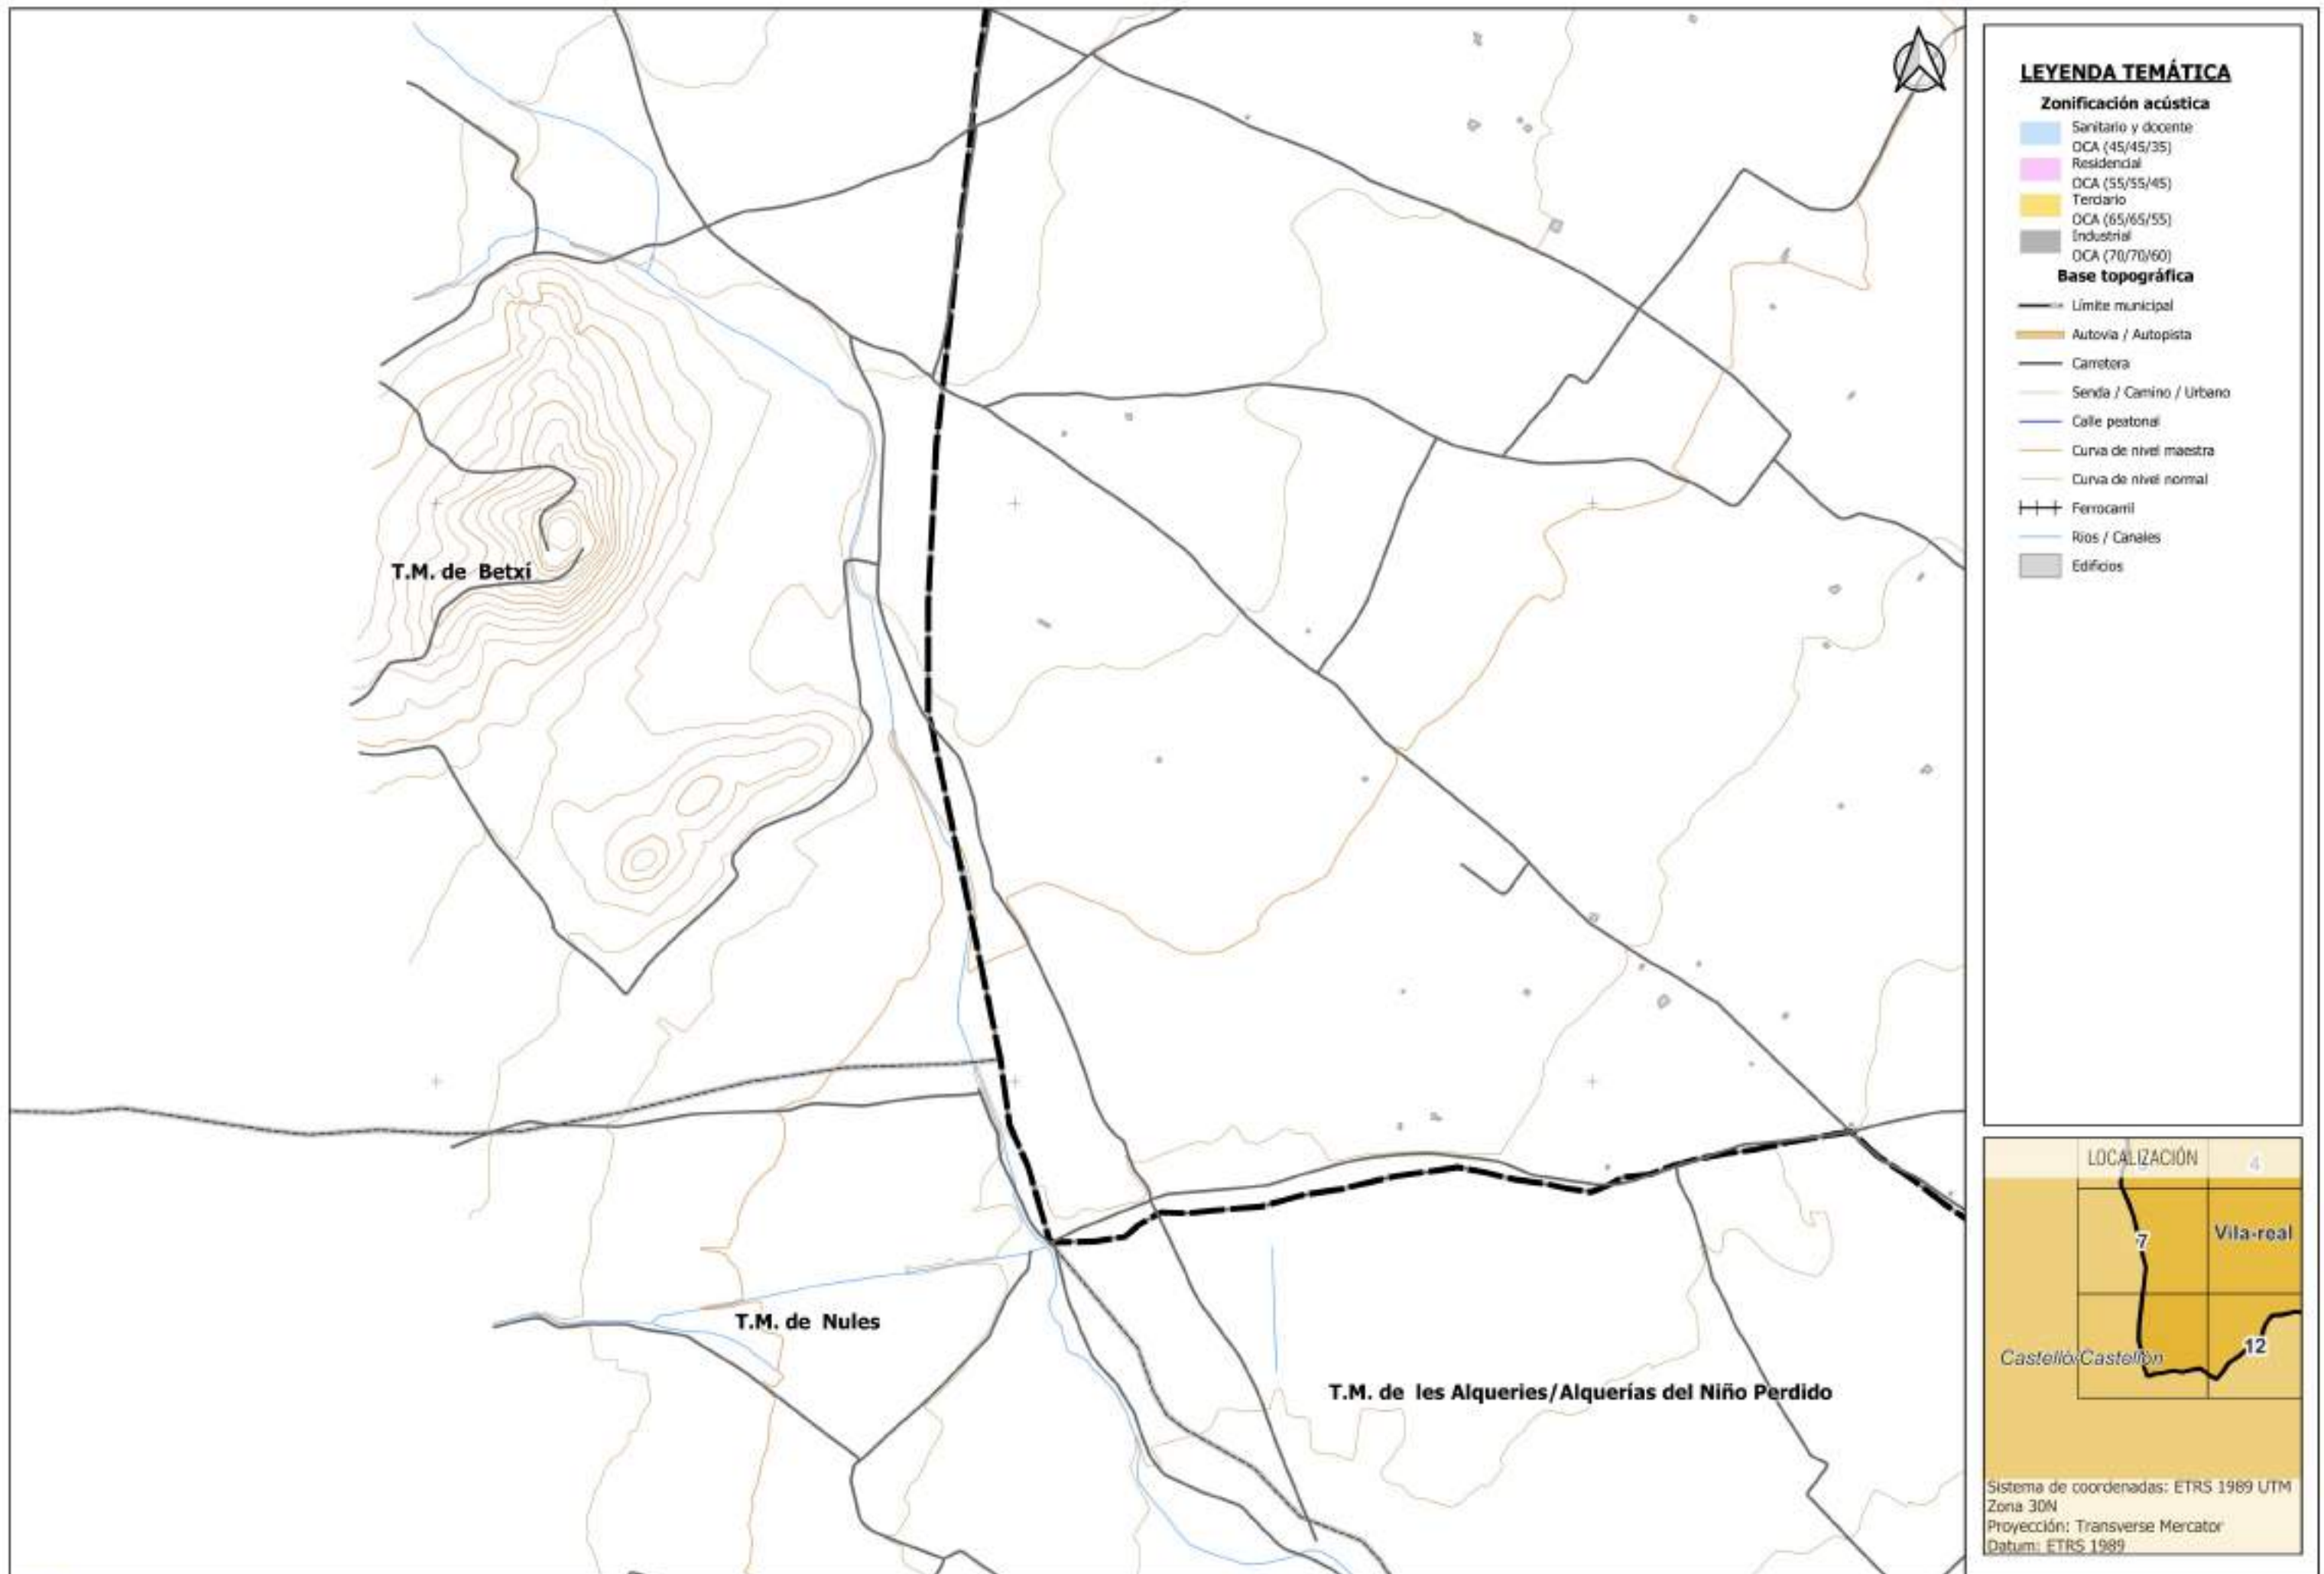 T.M. de Betxí
T.M. de Nules
T.M. de les Alqueries/Alquerías del Niño Perdido
LEYENDA TEMÁTICA
Zonificación acústica
Sanitario y docente
OCA (45/45/35)
Residencial
OCA (55/55/45)
Terciario
OCA (65/65/55)
Industrial
OCA (70/70/60)
Base topográfica
Límite municipal
Autovia / Autopista
Carretera
Senda / Camino / Urbano
Calle peatonal
Curva de nivel maestra
Curva de nivel normal
Ferrocarril
Rios / Canales
Edificios
LOCALIZACIÓN
4
Vila-real
7
12
Castelló/Castellón
Sistema de coordenadas: ETRS 1989 UTM
Zona 30N
Proyección: Transverse Mercator
Datum: ETRS 1989